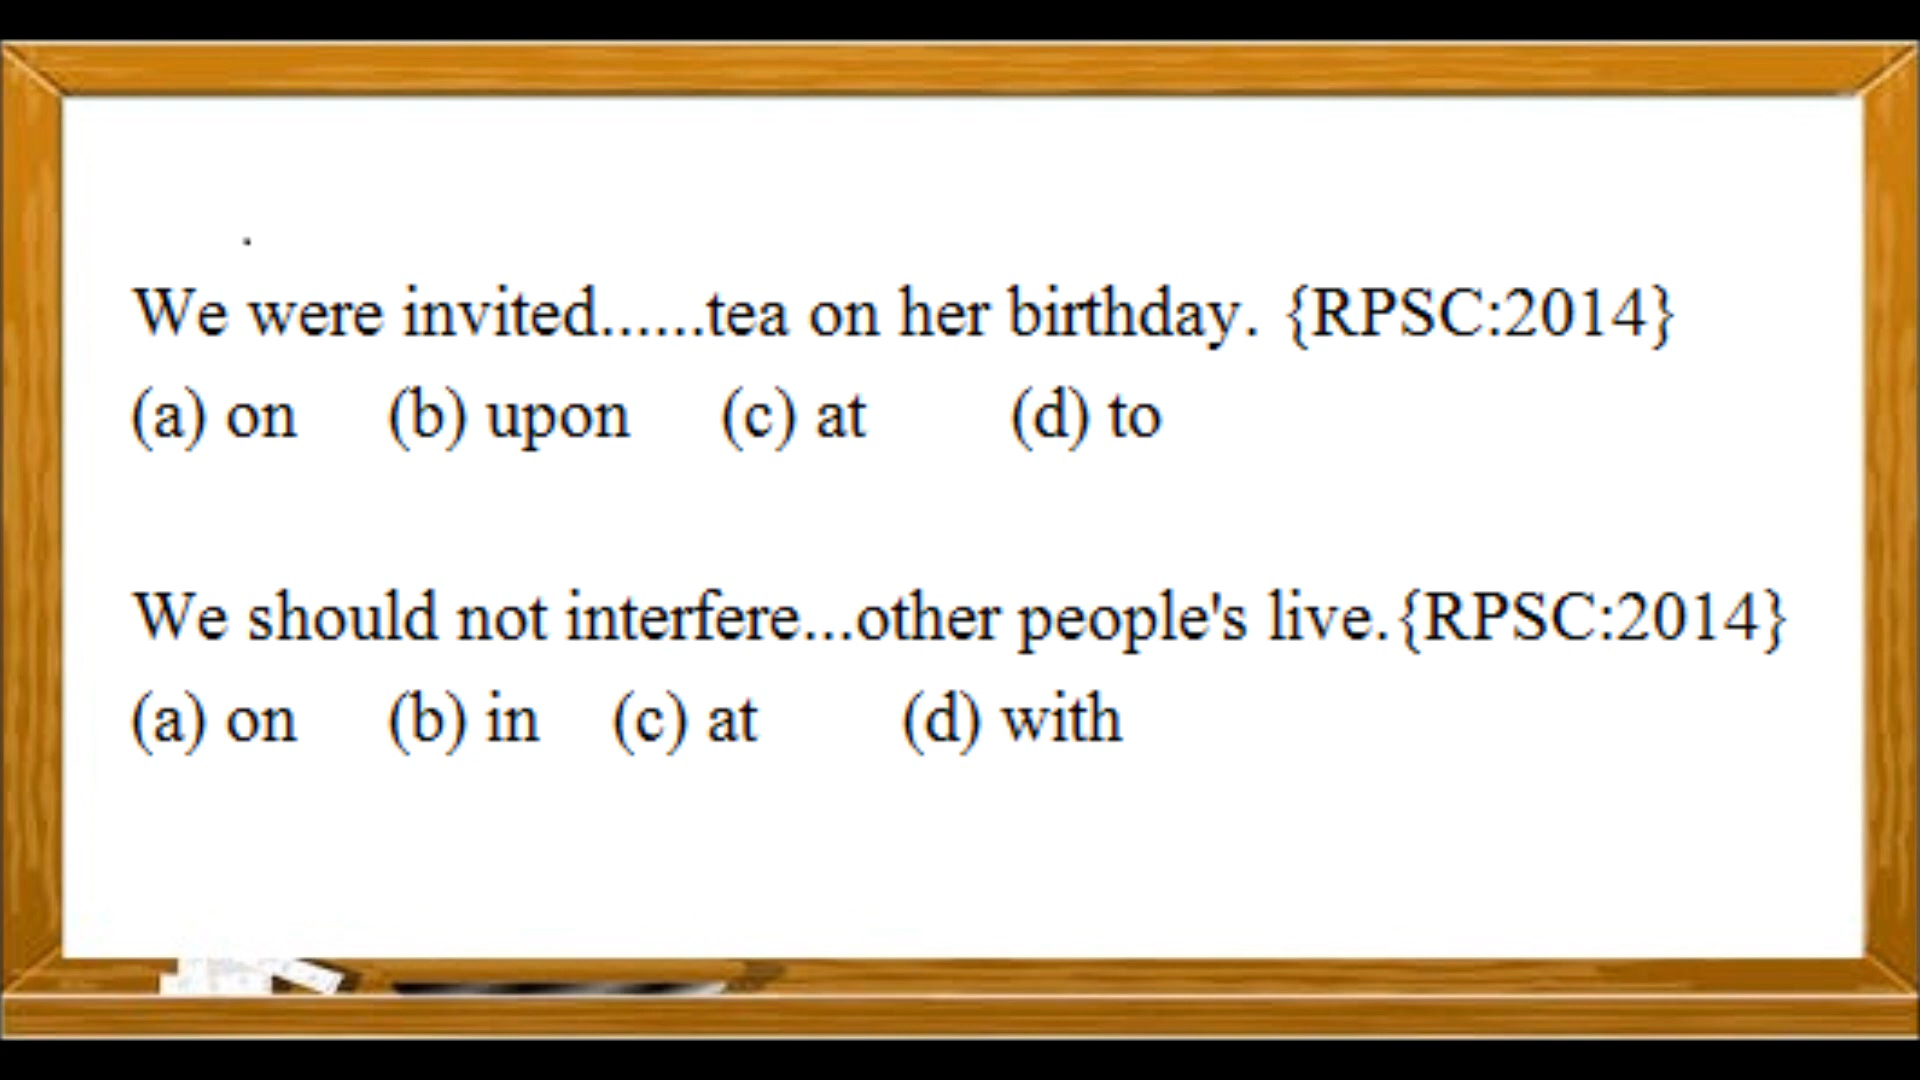 We were invited......tea on her birthday. {RPSC:2014}
(a) on (b) upon (c) at (d) to
We should not interfere...other people's live.{RPSC:2014}
(a) on (b) in (c) at (d) with